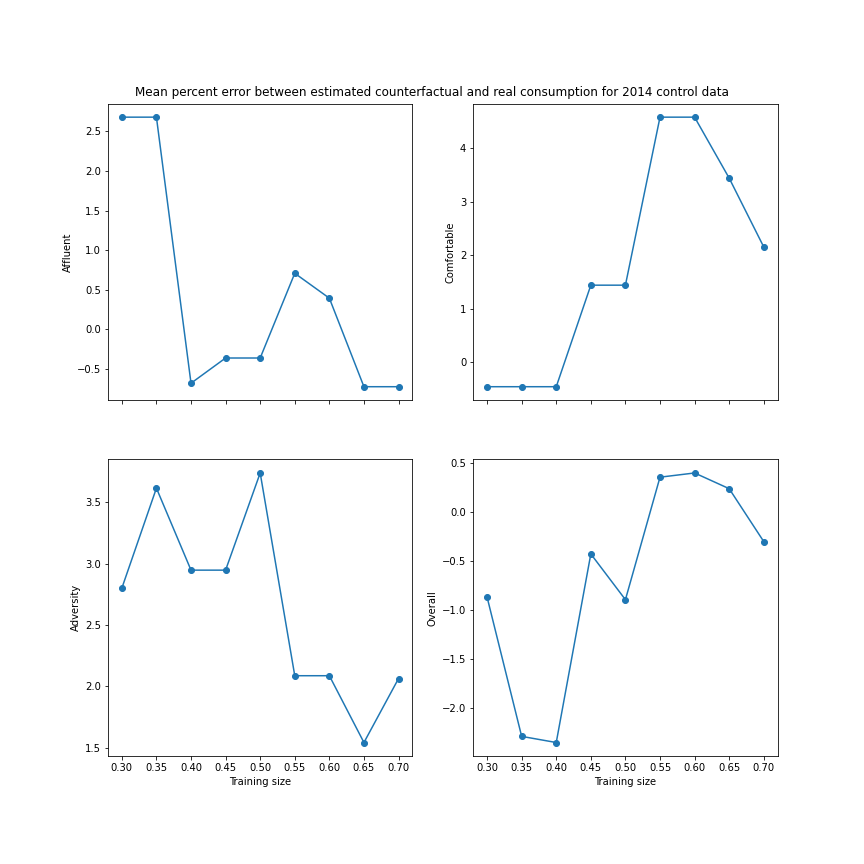 Mean percent error between estimated counterfactual and real consumption for 2014 control data
Affluent
2.5
2.0
1.5
1.0
0.5
0.0
−0.5
Comfortable
4
3
2
1
0
Adversity
3.5
3.0
2.5
2.0
1.5
0.30 0.35 0.40 0.45 0.50 0.55 0.60 0.65 0.70
Training size
Overall
0.5
0.0
−0.5
−1.0
−1.5
−2.0
0.30 0.35 0.40 0.45 0.50 0.55 0.60 0.65 0.70
Training size